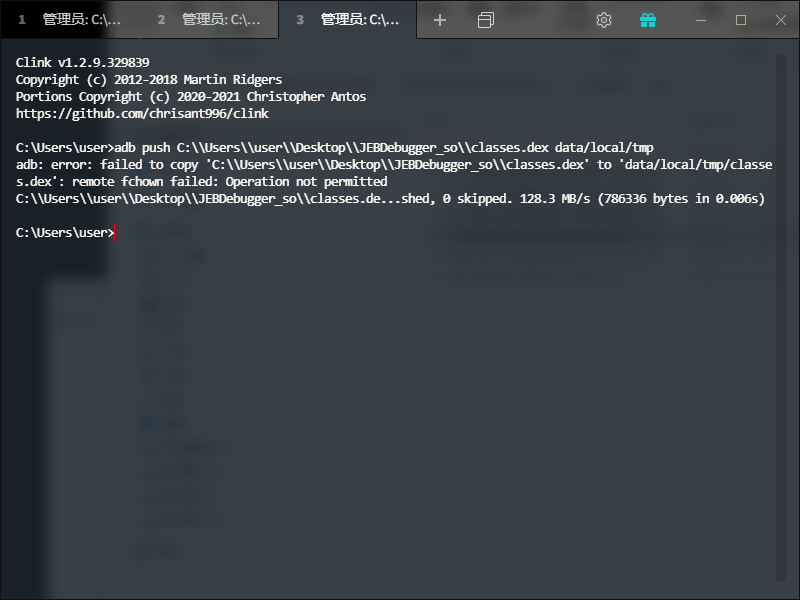 1 管理员: C:\... 2 管理员: C:\... 3 管理员: C:\...
Clink v1.2.9.329839
Copyright (c) 2012-2018 Martin Ridgers
Portions Copyright (c) 2020-2021 Christopher Antos
https://github.com/chrisant996/clink
C:\Users\user>adb push C:\\Users\\user\\Desktop\\JEBDebugger_so\\classes.dex data/local/tmp
adb: error: failed to copy 'C:\\Users\\user\\Desktop\\JEBDebugger_so\\classes.dex' to 'data/local/tmp/classe
s.dex': remote fchown failed: Operation not permitted
C:\\Users\\user\\Desktop\\JEBDebugger_so\\classes.de...shed, 0 skipped. 128.3 MB/s (786336 bytes in 0.006s)
C:\Users\user>